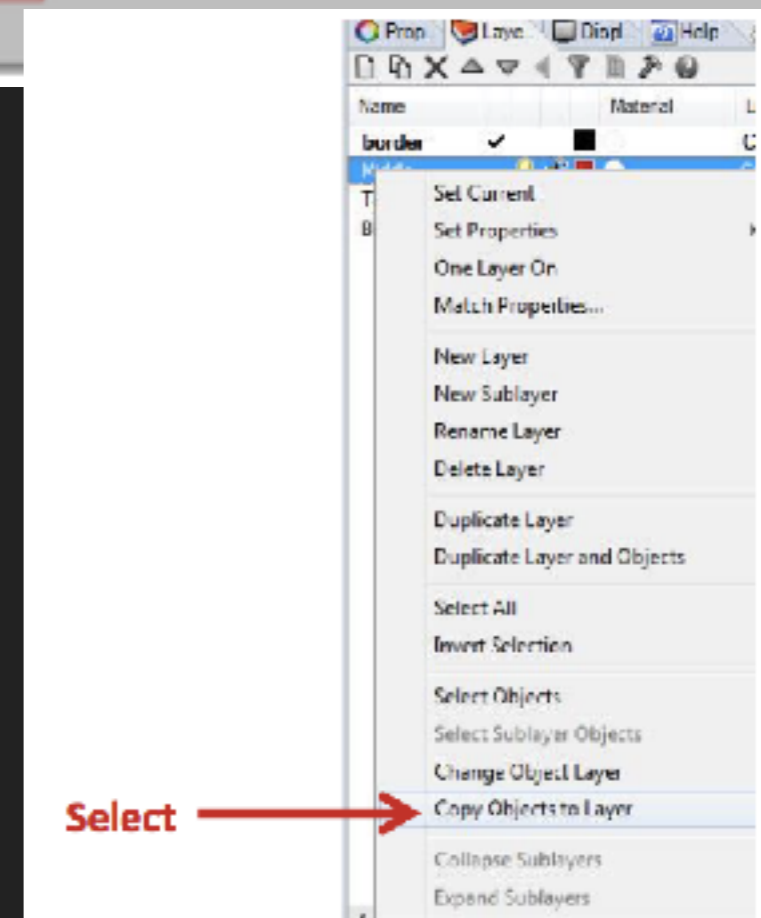 Prop Laye Displ Help
Name Material L
border C
T
B
Set Current
Set Properties
One Layer On
Match Properties...
New Layer
New Sublayer
Rename Layer
Delete Layer
Duplicate Layer
Duplicate Layer and Objects
Select All
Invert Selection
Select Objects
Select Sublayer Objects
Change Object Layer
Select Copy Objects to Layer
Collapse Sublayers
Expand Sublayers